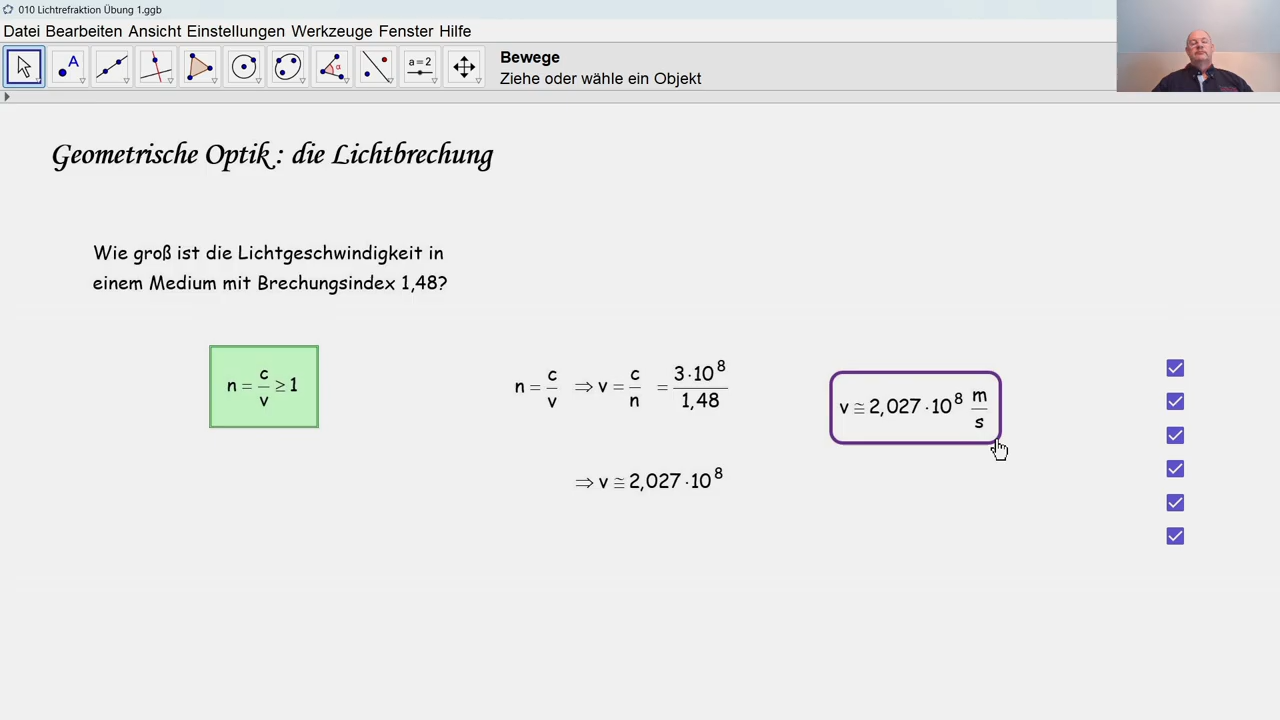 010 Lichtrefraktion Übung 1.ggb
Datei Bearbeiten Ansicht Einstellungen Werkzeuge Fenster Hilfe
A
α
a=2
Bewege
Ziehe oder wähle ein Objekt
Geometrische Optik : die Lichtbrechung
Wie groß ist die Lichtgeschwindigkeit in
einem Medium mit Brechungsindex 1,48?
n = c/v ≥ 1
n = c/v ⇒ v = c/n = 3·10^8/1,48
⇒ v ≅ 2,027·10^8
v ≅ 2,027·10^8 m/s